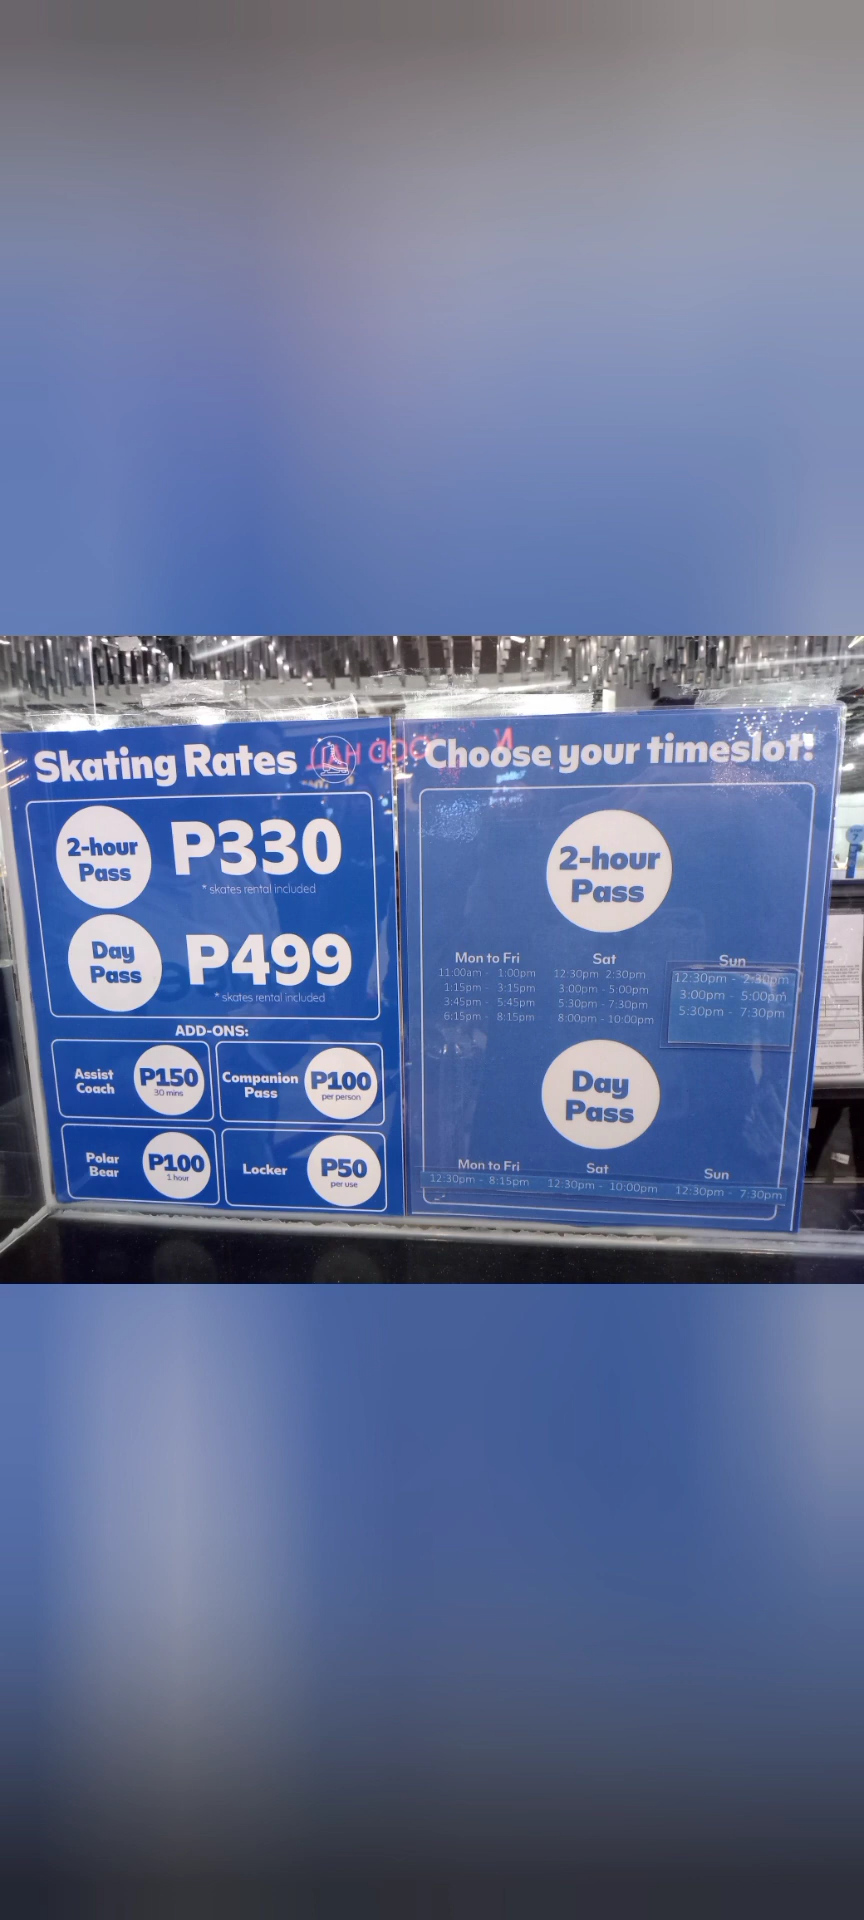 Skating Rates
2-hour
Pass
P330
* skates rental included
Day
Pass
P499
* skates rental included
ADD-ONS:
Assist
Coach
P150
30 mins
Companion
Pass
P100
per person
Polar
Bear
P100
1 hour
Locker
P50
per use
Choose your timeslot!
2-hour
Pass
Mon to Fri Sat Sun
11:00am - 1:00pm 12:30pm 2:30pm 12:30pm - 2:30pm
1:15pm - 3:15pm 3:00pm - 5:00pm 3:00pm - 5:00pm
3:45pm - 5:45pm 5:30pm - 7:30pm 5:30pm - 7:30pm
6:15pm - 8:15pm 8:00pm - 10:00pm
Day
Pass
Mon to Fri Sat Sun
12:30pm - 8:15pm 12:30pm - 10:00pm 12:30pm - 7:30pm